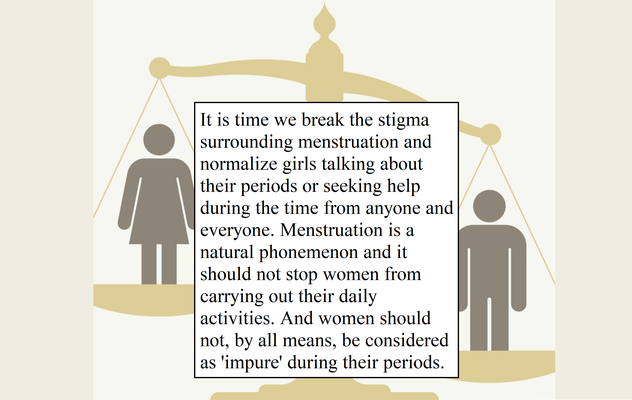 It is time we break the stigma
surrounding menstruation and
normalize girls talking about
their periods or seeking help
during the time from anyone and
everyone. Menstruation is a
natural phonemenon and it
should not stop women from
carrying out their daily
activities. And women should
not, by all means, be considered
as 'impure' during their periods.